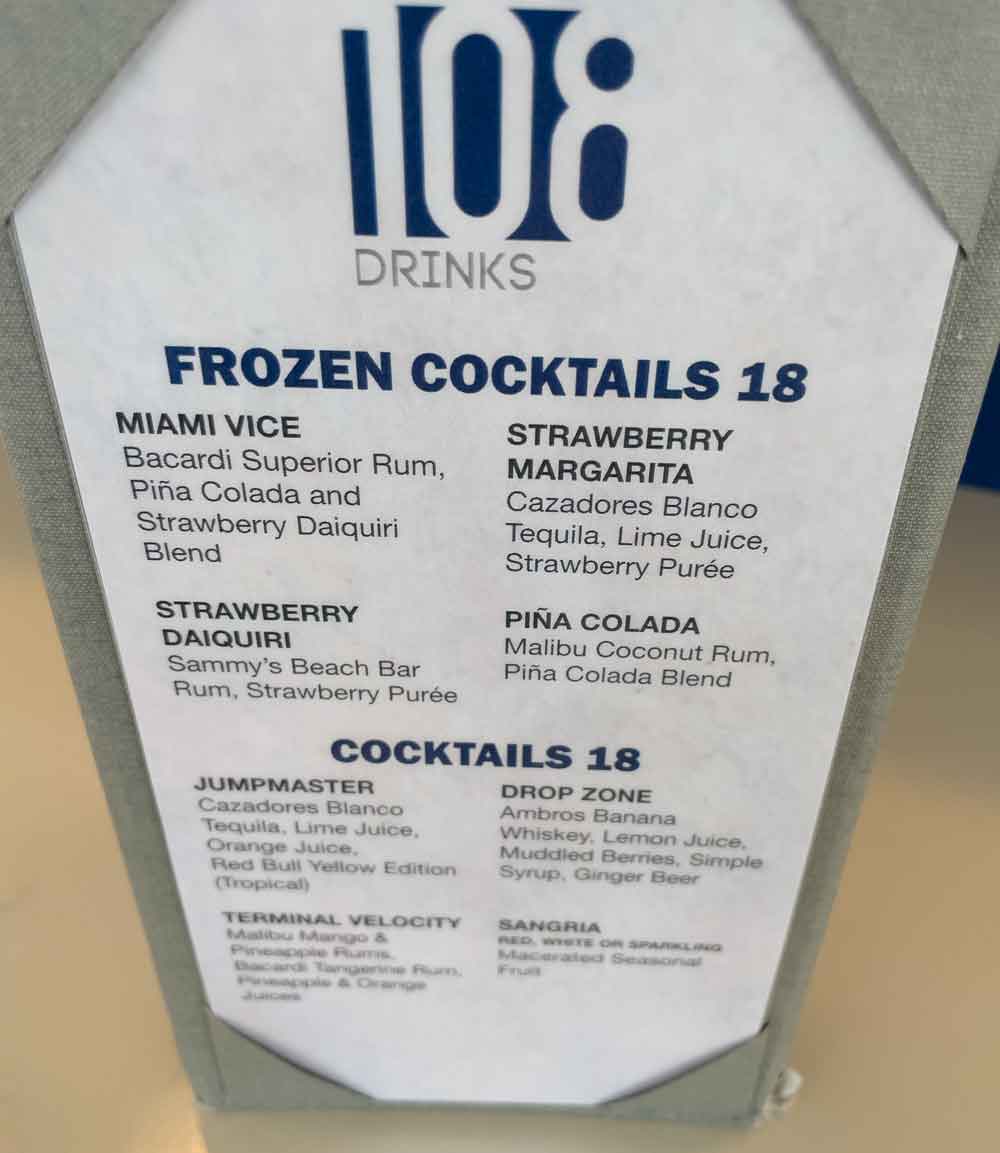 108
DRINKS
FROZEN COCKTAILS 18
MIAMI VICE
Bacardi Superior Rum,
Piña Colada and
Strawberry Daiquiri
Blend
STRAWBERRY
MARGARITA
Cazadores Blanco
Tequila, Lime Juice,
Strawberry Purée
STRAWBERRY
DAIQUIRI
Sammy's Beach Bar
Rum, Strawberry Purée
PIÑA COLADA
Malibu Coconut Rum,
Piña Colada Blend
COCKTAILS 18
JUMPMASTER
Cazadores Blanco
Tequila, Lime Juice,
Orange Juice,
Red Bull Yellow Edition
(Tropical)
DROP ZONE
Ambros Banana
Whiskey, Lemon Juice,
Muddled Berries, Simple
Syrup, Ginger Beer
TERMINAL VELOCITY
Malibu Mango &
Pineapple Rums,
Bacardi Tangerine Rum,
Pineapple & Orange
Juices
SANGRIA
RED, WHITE OR SPARKLING
Macerated Seasonal
Fruit